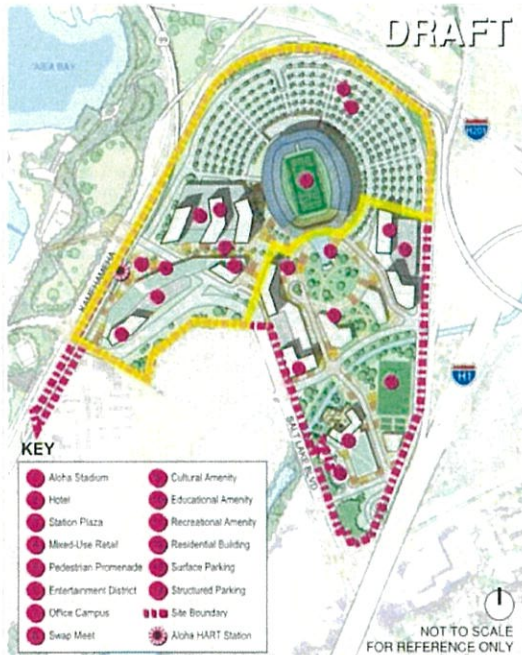 DRAFT
AIEA BAY
99
H201
KAMEHAMEHA
H1
SALT LAKE BLVD.
KEY
Aloha Stadium
Hotel
Station Plaza
Mixed-Use Retail
Pedestrian Promenade
Entertainment District
Office Campus
Swap Meet
Cultural Amenity
Educational Amenity
Recreational Amenity
Residential Building
Surface Parking
Structured Parking
Site Boundary
Aloha HART Station
NOT TO SCALE
FOR REFERENCE ONLY